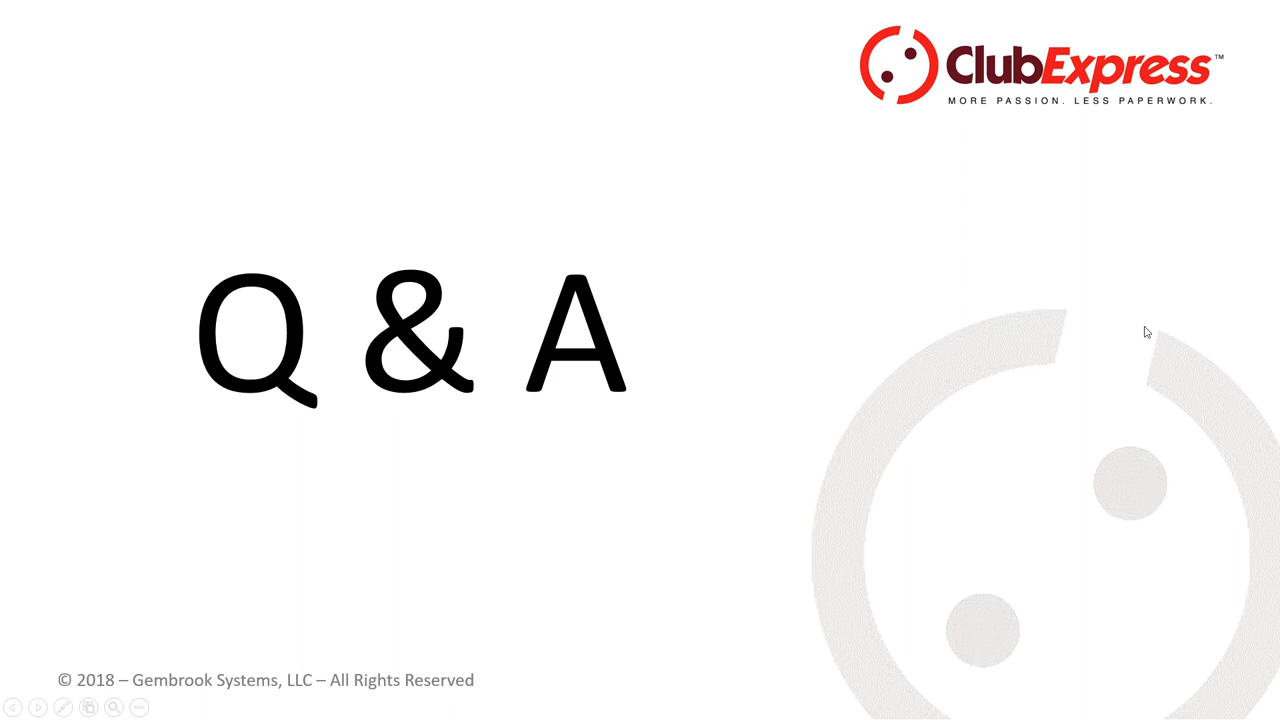 ClubExpress™
MORE PASSION. LESS PAPERWORK.
Q & A
© 2018 – Gembrook Systems, LLC – All Rights Reserved